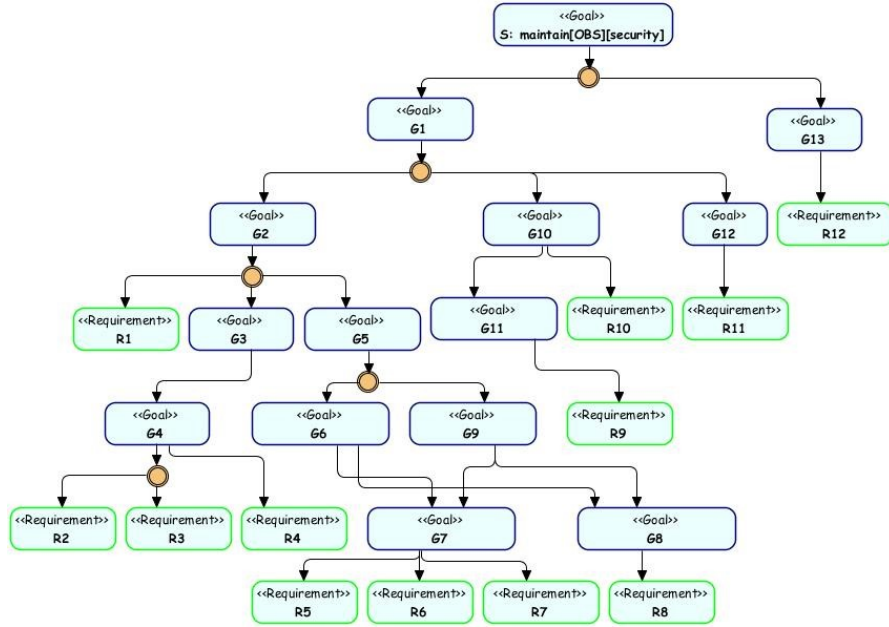 <<Goal>>
S: maintain[OBS][security]
<<Goal>>
G1
<<Goal>>
G13
<<Goal>>
G2
<<Goal>>
G10
<<Goal>>
G12
<<Requirement>>
R12
<<Requirement>>
R1
<<Goal>>
G3
<<Goal>>
G5
<<Goal>>
G11
<<Requirement>>
R10
<<Requirement>>
R11
<<Goal>>
G4
<<Goal>>
G6
<<Goal>>
G9
<<Requirement>>
R9
<<Requirement>>
R2
<<Requirement>>
R3
<<Requirement>>
R4
<<Goal>>
G7
<<Goal>>
G8
<<Requirement>>
R5
<<Requirement>>
R6
<<Requirement>>
R7
<<Requirement>>
R8